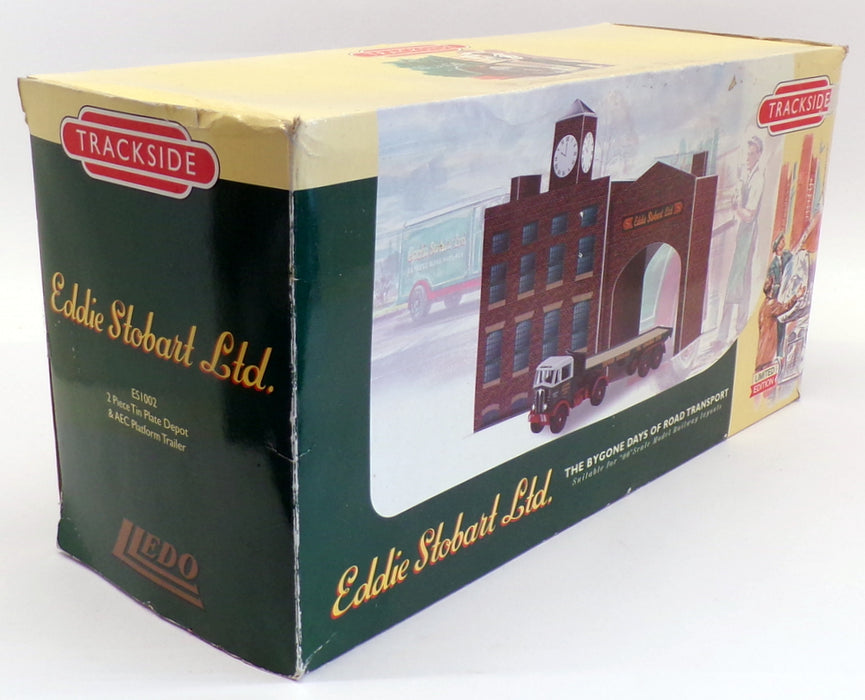 TRACKSIDE
Eddie Stobart Ltd.
ES1002
2 Piece Tin Plate Depot
& AEC Platform Trailer
LLEDO
TRACKSIDE
Eddie Stobart Ltd.
THE BYGONE DAYS OF ROAD TRANSPORT
Suitable for "00" Scale Model Railway layouts
Eddie Stobart Ltd.
LIMITED
EDITION